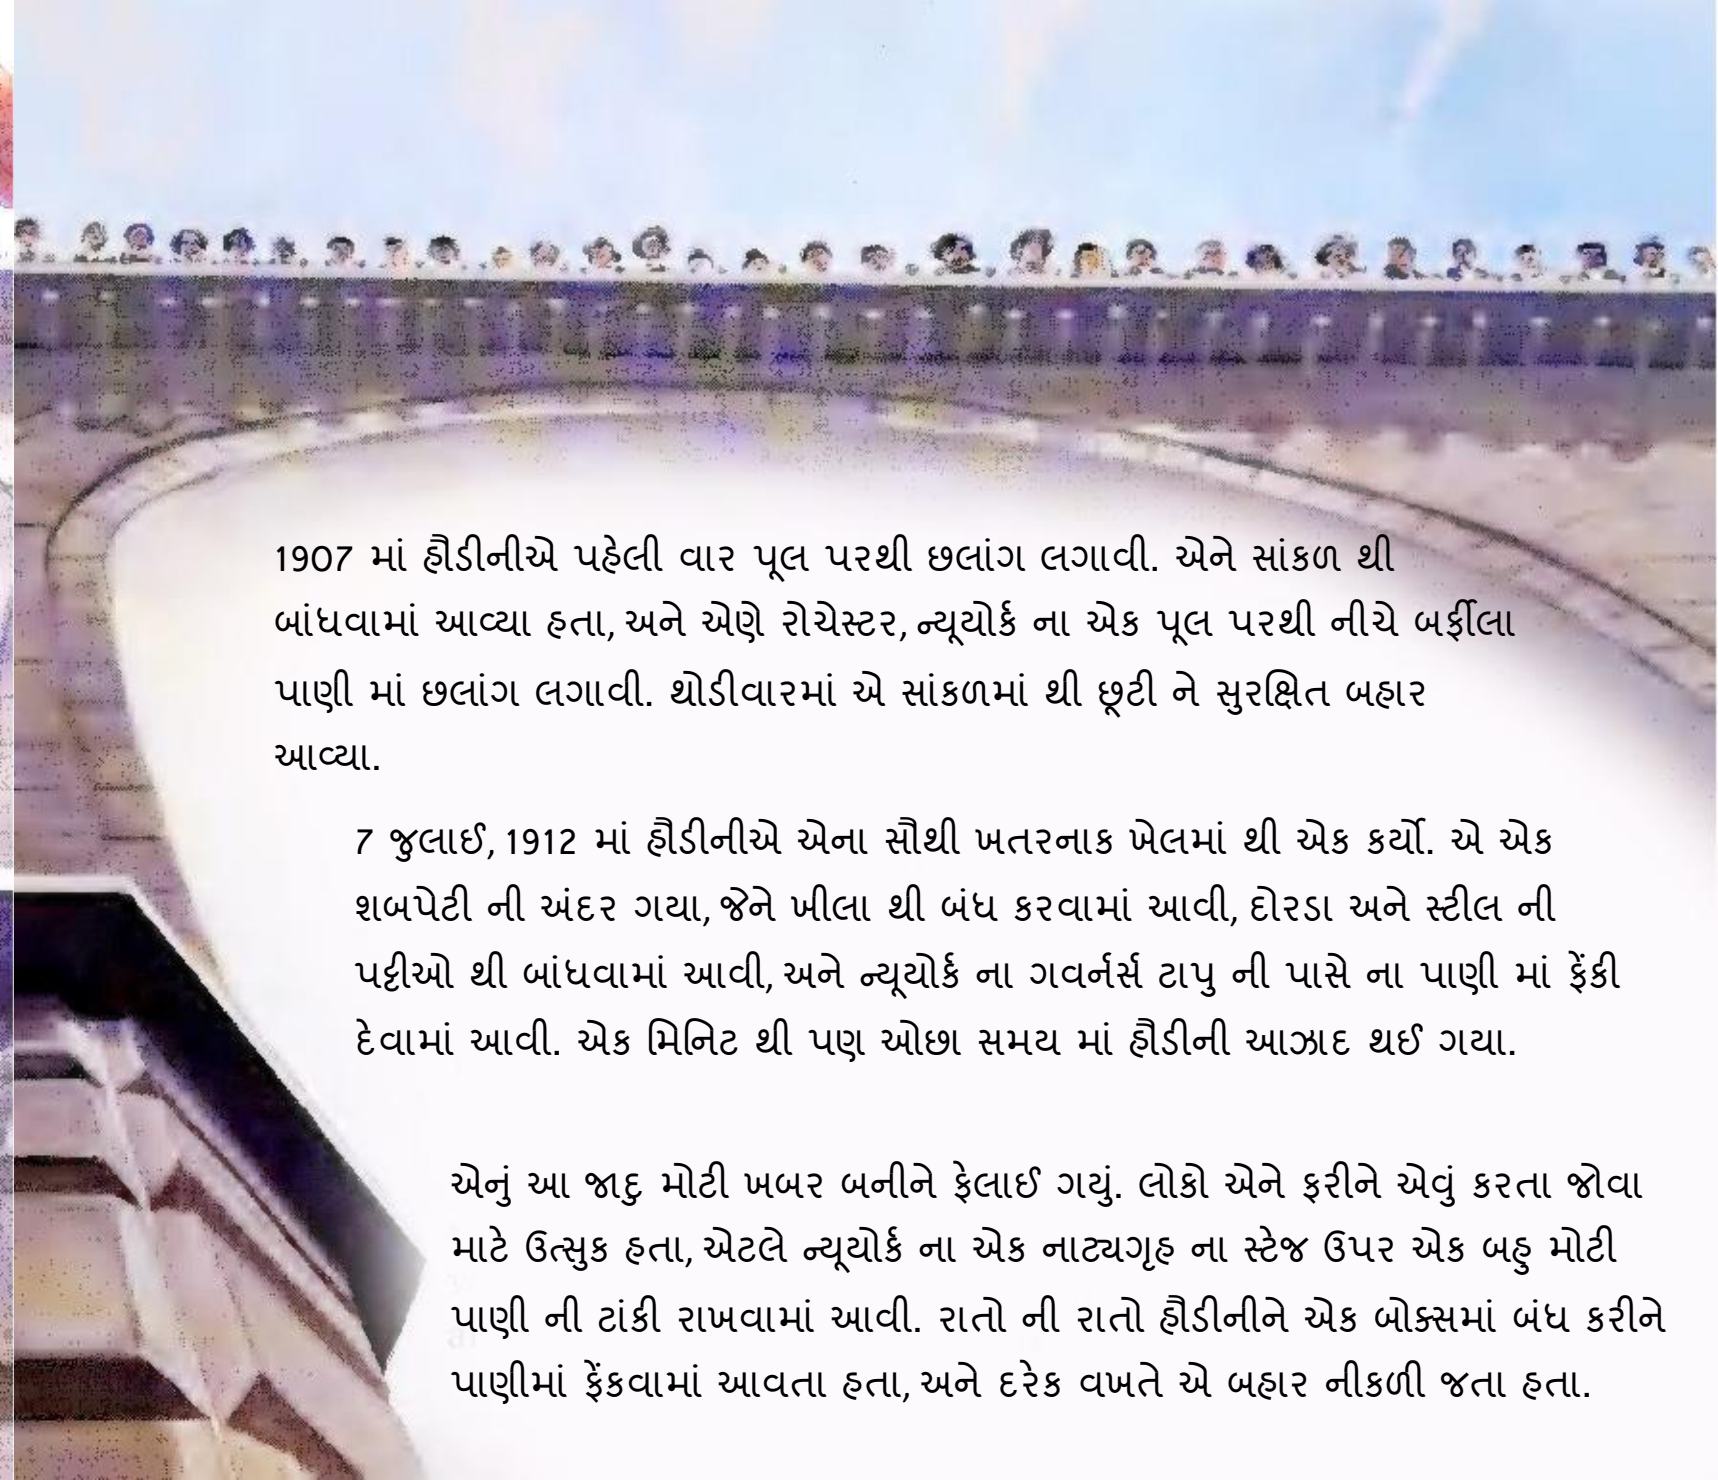 1907 માં હૌડીનીએ પહેલી વાર પૂલ પરથી છલાંગ લગાવી. એને સાંકળ થી
બાંધવામાં આવ્યા હતા, અને એણે રોચેસ્ટર, ન્યૂયોર્ક ના એક પૂલ પરથી નીચે બર્ફીલા
પાણી માં છલાંગ લગાવી. થોડીવારમાં એ સાંકળમાં થી છૂટી ને સુરક્ષિત બહાર
આવ્યા.
7 જુલાઈ, 1912 માં હૌડીનીએ એના સૌથી ખતરનાક ખેલમાં થી એક કર્યો. એ એક
શબપેટી ની અંદર ગયા, જેને ખીલા થી બંધ કરવામાં આવી, દોરડા અને સ્ટીલ ની
પટ્ટીઓ થી બાંધવામાં આવી, અને ન્યૂયોર્ક ના ગવર્નર્સ ટાપુ ની પાસે ના પાણી માં ફેંકી
દેવામાં આવી. એક મિનિટ થી પણ ઓછા સમય માં હૌડીની આઝાદ થઈ ગયા.
એનું આ જાદુ મોટી ખબર બનીને ફેલાઈ ગયું. લોકો એને ફરીને એવું કરતા જોવા
માટે ઉત્સુક હતા, એટલે ન્યૂયોર્ક ના એક નાટ્યગૃહ ના સ્ટેજ ઉપર એક બહુ મોટી
પાણી ની ટાંકી રાખવામાં આવી. રાતો ની રાતો હૌડીનીને એક બોક્સમાં બંધ કરીને
પાણીમાં ફેંકવામાં આવતા હતા, અને દરેક વખતે એ બહાર નીકળી જતા હતા.